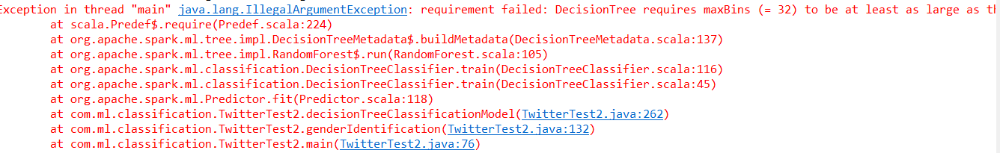 Exception in thread "main" java.lang.IllegalArgumentException: requirement failed: DecisionTree requires maxBins (= 32) to be at least as large as
at scala.Predef$.require(Predef.scala:224)
at org.apache.spark.ml.tree.impl.DecisionTreeMetadata$.buildMetadata(DecisionTreeMetadata.scala:137)
at org.apache.spark.ml.tree.impl.RandomForest$.run(RandomForest.scala:105)
at org.apache.spark.ml.classification.DecisionTreeClassifier.train(DecisionTreeClassifier.scala:116)
at org.apache.spark.ml.classification.DecisionTreeClassifier.train(DecisionTreeClassifier.scala:45)
at org.apache.spark.ml.Predictor.fit(Predictor.scala:118)
at com.ml.classification.TwitterTest2.decisionTreeClassificationModel(TwitterTest2.java:262)
at com.ml.classification.TwitterTest2.genderIdentification(TwitterTest2.java:132)
at com.ml.classification.TwitterTest2.main(TwitterTest2.java:76)